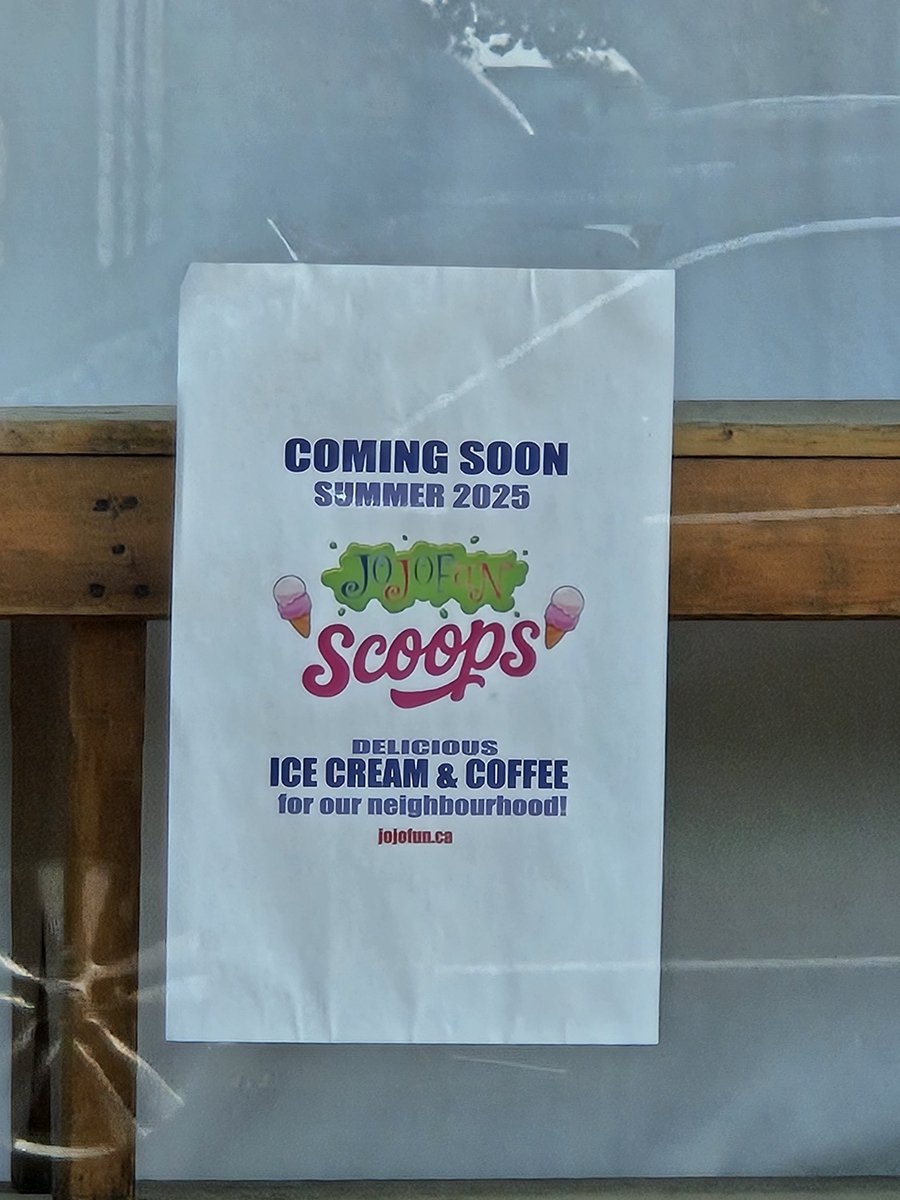 COMING SOON
SUMMER 2025
JOJOFUN
Scoops
DELICIOUS
ICE CREAM & COFFEE
for our neighbourhood!
jojofun.ca